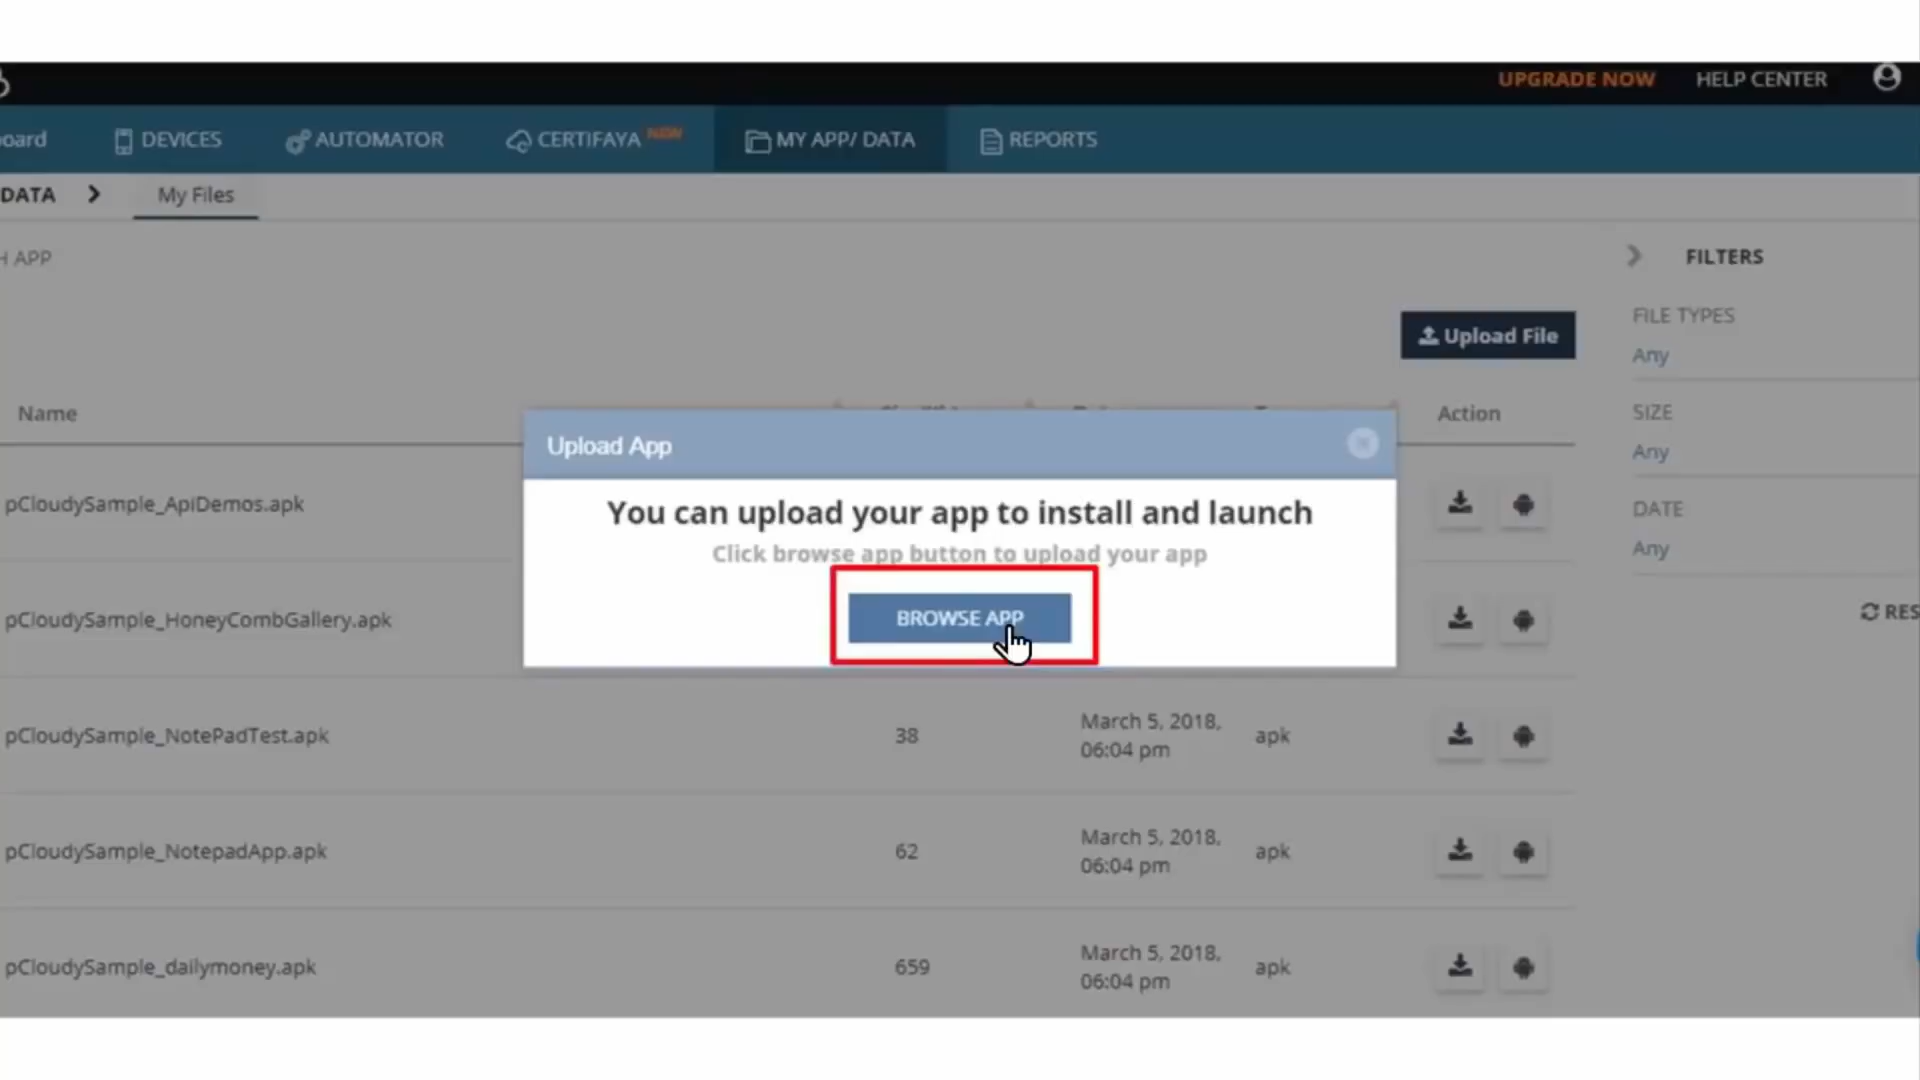 UPGRADE NOW HELP CENTER
DEVICES AUTOMATOR CERTIFAYA NEW MY APP/ DATA REPORTS
DATA My Files
APP FILTERS
FILE TYPES
Upload File
Any
SIZE
Name Action
Upload App
Any
You can upload your app to install and launch
pCloudySample_ApiDemos.apk
DATE
Click browse app button to upload your app
Any
BROWSE APP
pCloudySample_HoneyCombGallery.apk
pCloudySample_NotePadTest.apk 38 March 5, 2018, apk
06:04 pm
pCloudySample_NotepadApp.apk 62 March 5, 2018, apk
06:04 pm
pCloudySample_dailymoney.apk 659 March 5, 2018, apk
06:04 pm